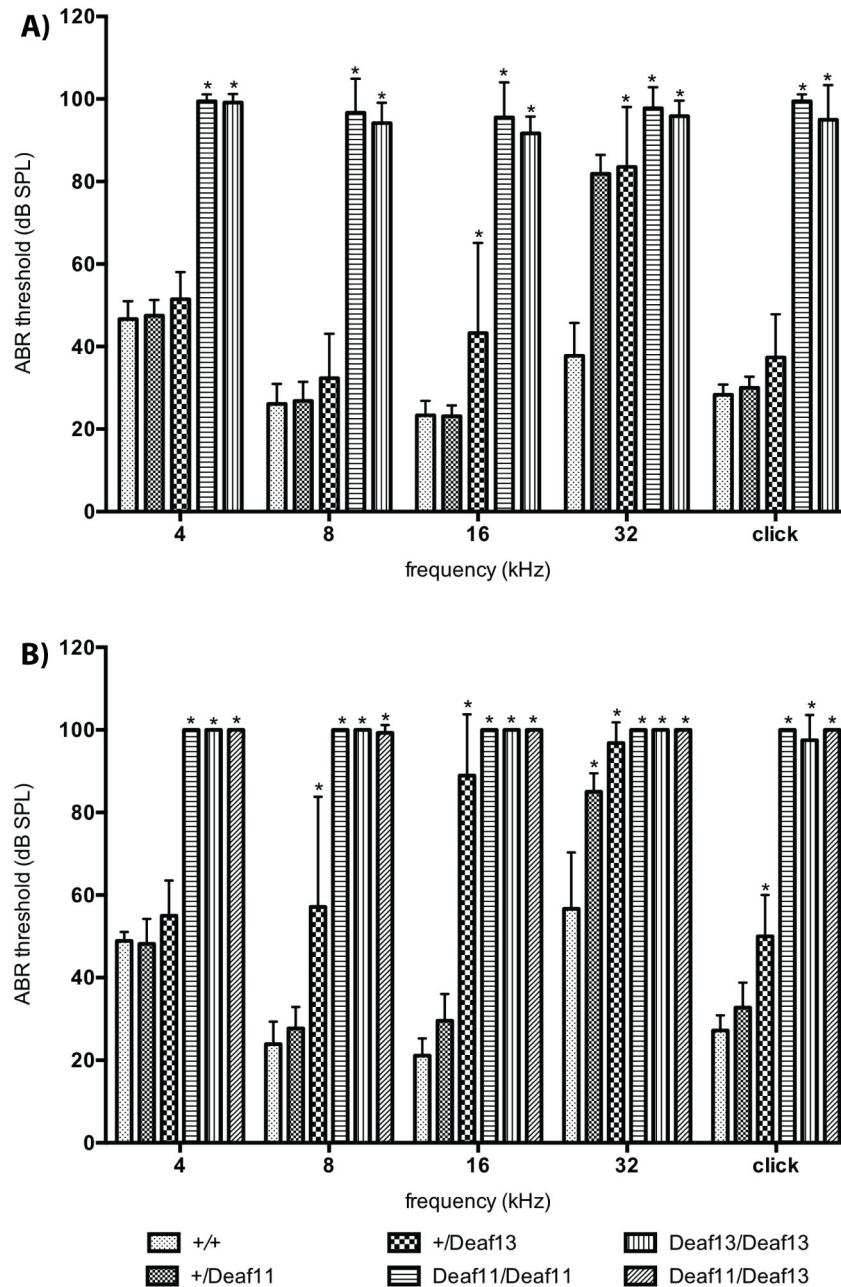 A)
120
100
80
60
40
20
0
ABR threshold (dB SPL)
* * * * * * * * * * * *
4 8 16 32 click
frequency (kHz)
B)
120
100
80
60
40
20
0
ABR threshold (dB SPL)
* * * * * * * * * * * * * * * * * * * *
4 8 16 32 click
frequency (kHz)
+/+ +/Deaf13 Deaf13/Deaf13
+/Deaf11 Deaf11/Deaf11 Deaf11/Deaf13